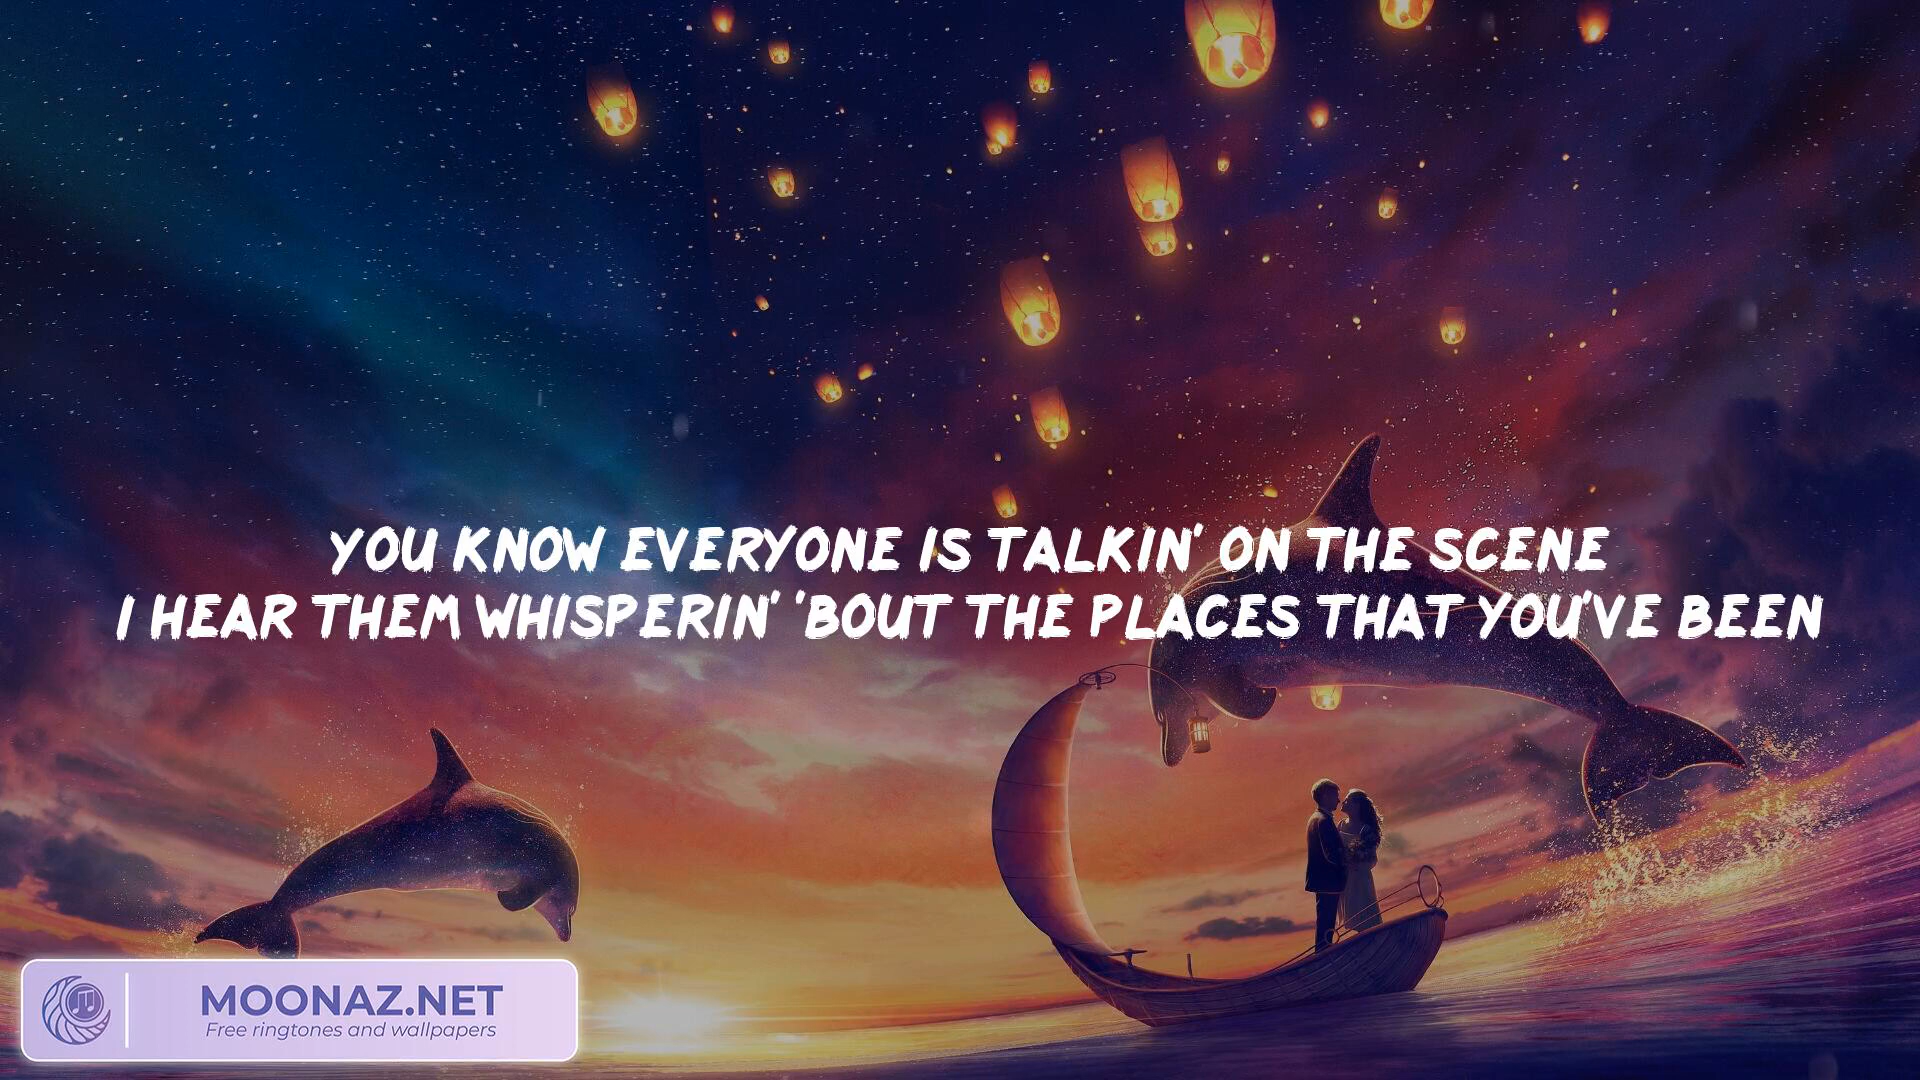 YOU KNOW EVERYONE IS TALKIN' ON THE SCENE
I HEAR THEM WHISPERIN' 'BOUT THE PLACES THAT YOU'VE BEEN
MOONAZ.NET
Free ringtones and wallpapers